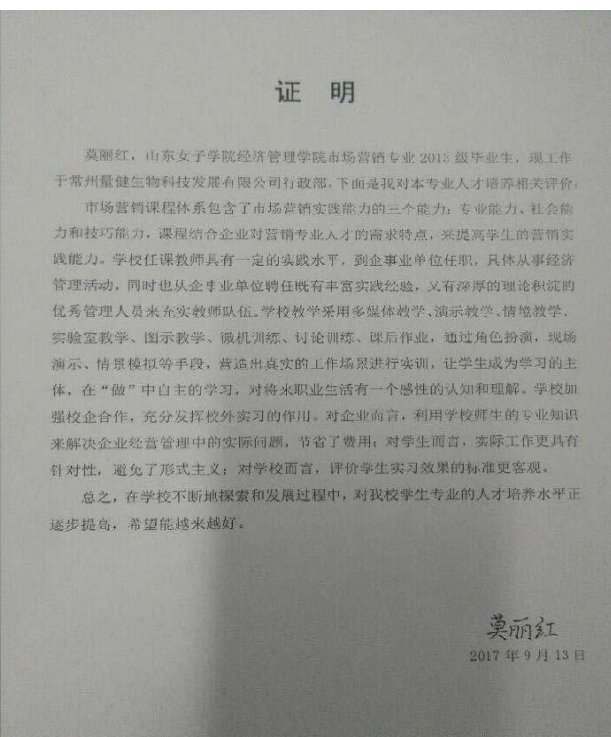 证 明
莫丽红，山东女子学院经济管理学院市场营销专业 2013 级毕业生，现工作
于常州量健生物科技发展有限公司行政部。下面是我对本专业人才培养相关评价：
市场营销课程体系包含了市场营销实践能力的三个能力：专业能力、社会能
力和技巧能力，课程结合企业对营销专业人才的需求特点，来提高学生的营销实
践能力。学校任课教师具有一定的实践水平，到企事业单位任职，具体从事经济
管理活动，同时也从企事业单位聘任既有丰富实践经验，又有深厚的理论积淀的
优秀管理人员来充实教师队伍。学校教学采用多媒体教学、演示教学、情境教学、
实验室教学、图示教学、微机训练、讨论训练、课后作业，通过角色扮演，现场
演示、情景模拟等手段，营造出真实的工作场景进行实训，让学生成为学习的主
体，在“做”中自主的学习，对将来职业生活有一个感性的认知和理解。学校加
强校企合作，充分发挥校外实习的作用。对企业而言，利用学校师生的专业知识
来解决企业经营管理中的实际问题，节省了费用；对学生而言，实际工作更具有
针对性，避免了形式主义；对学校而言，评价学生实习效果的标准更客观。
总之，在学校不断地探索和发展过程中，对我校学生专业的人才培养水平正
逐步提高，希望能越来越好。
莫丽红
2017 年 9 月 13 日